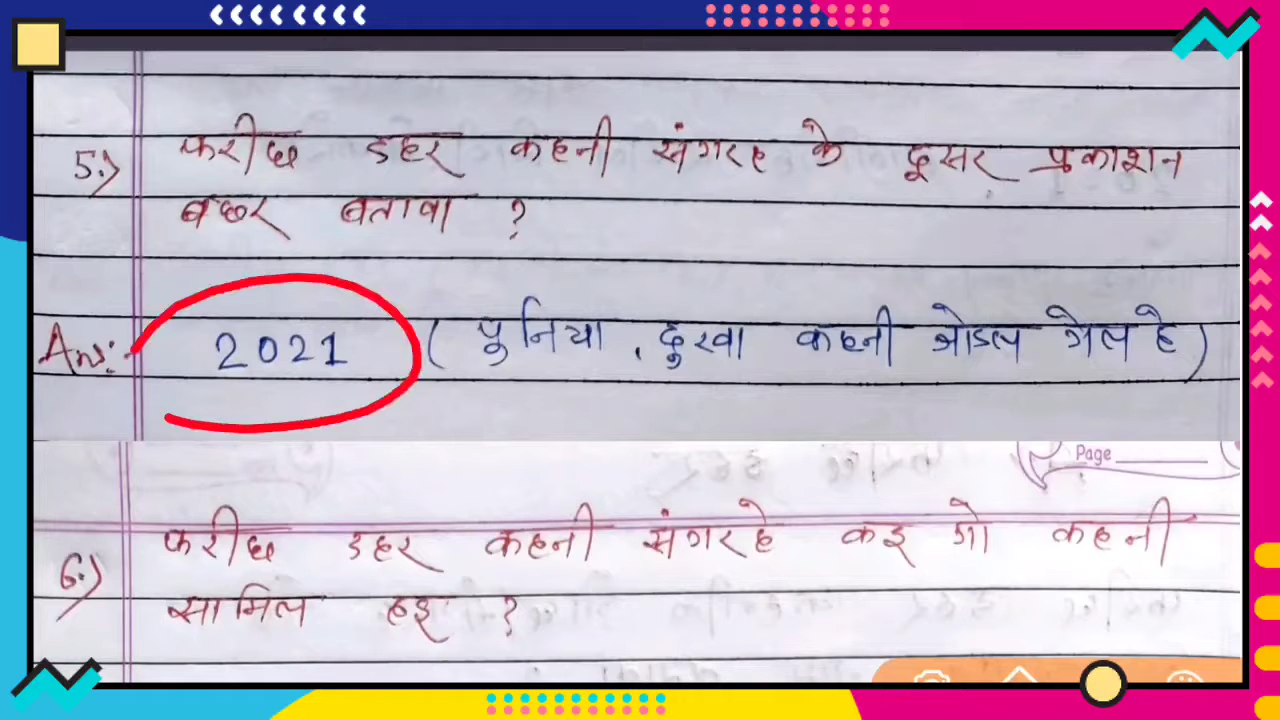 5.) फरीछ डहर कहनी संगरह के दूसर प्रकाशन
बछर बतावा ?
Ans:- 2021 ( पुनिया , दुखा कहनी जोडल गेल हे )
Page
6.) फरीछ डहर कहनी संगरहे कइ गो कहनी
सामिल हइ ?